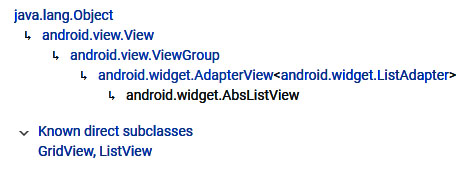 java.lang.Object
↳ android.view.View
↳ android.view.ViewGroup
↳ android.widget.AdapterView<android.widget.ListAdapter>
↳ android.widget.AbsListView
Known direct subclasses
GridView, ListView